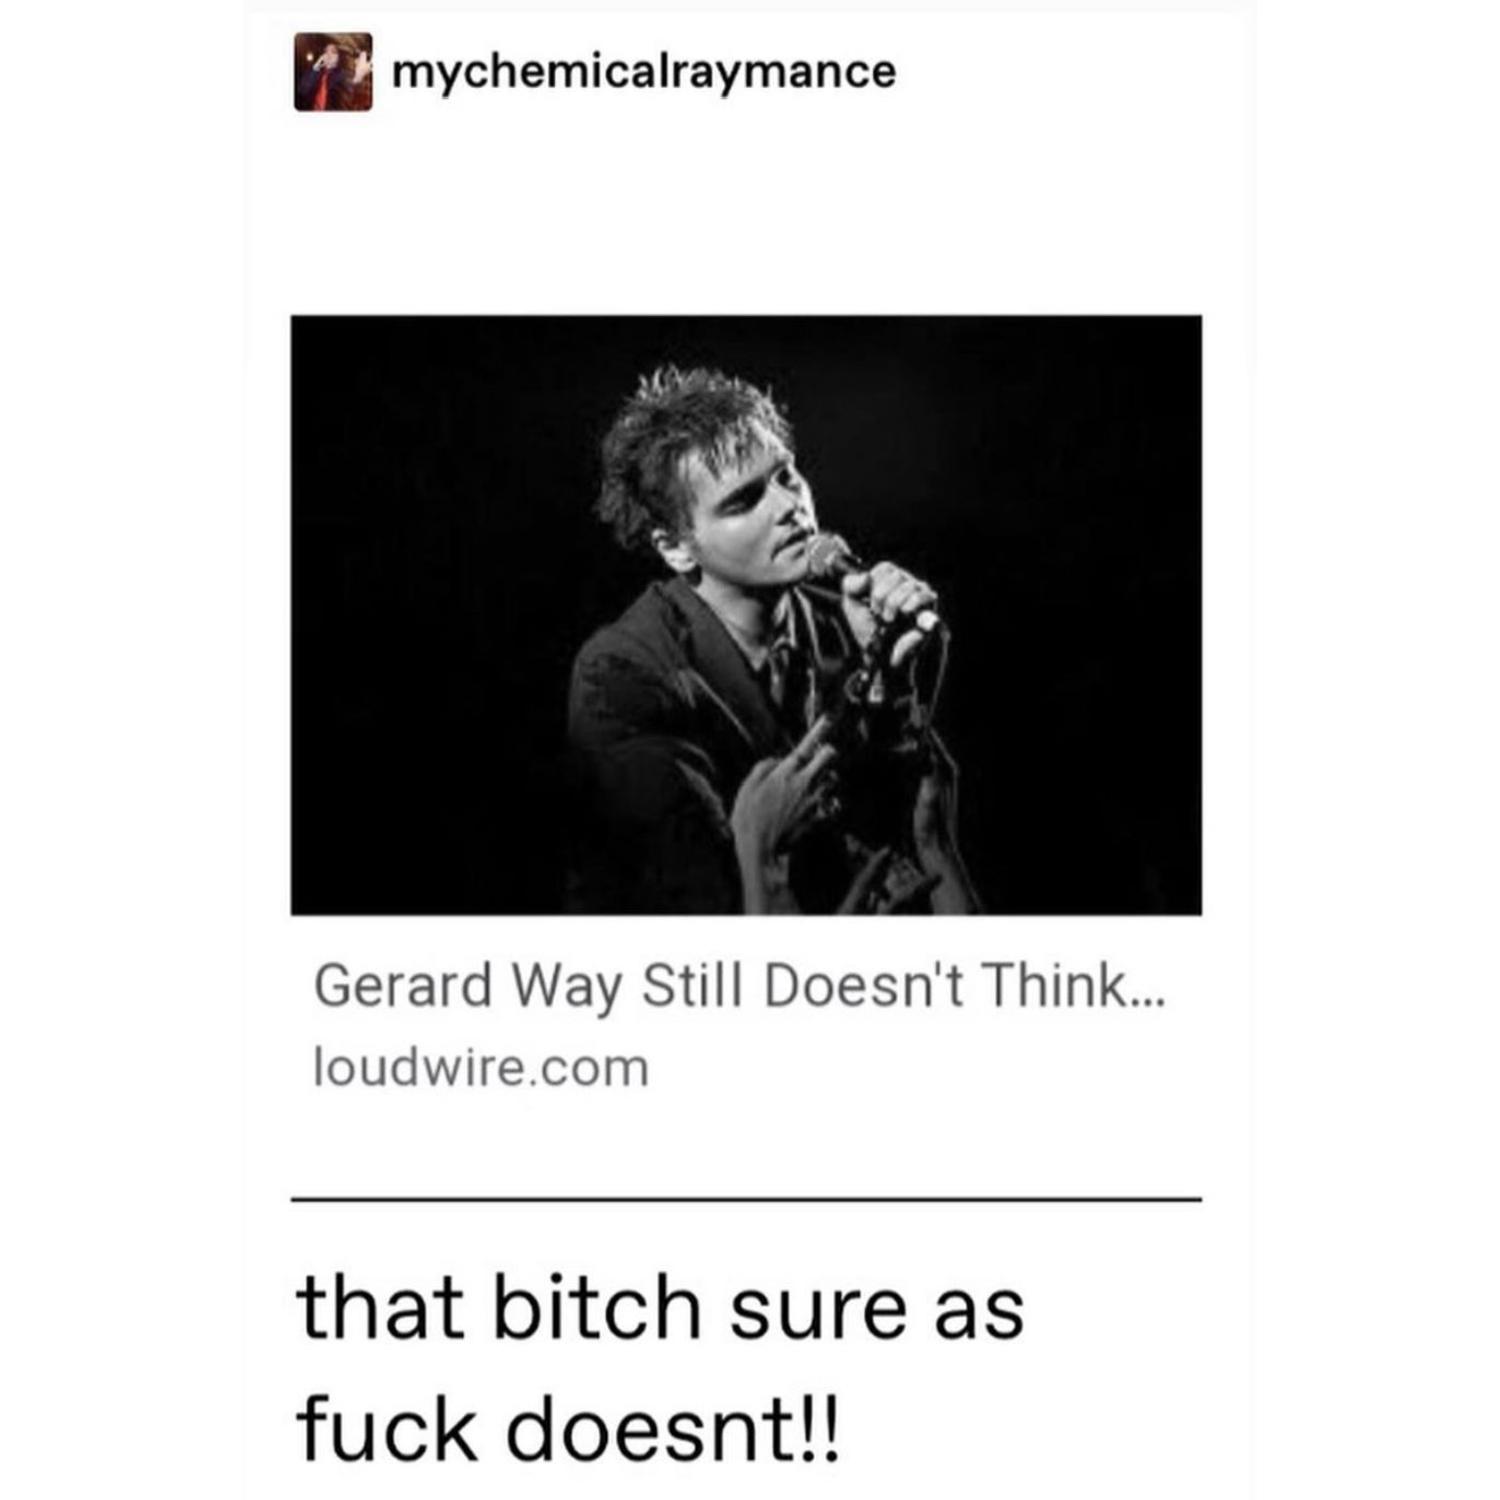 mychemicalraymance
Gerard Way Still Doesn't Think...
loudwire.com
that bitch sure as
fuck doesnt!!